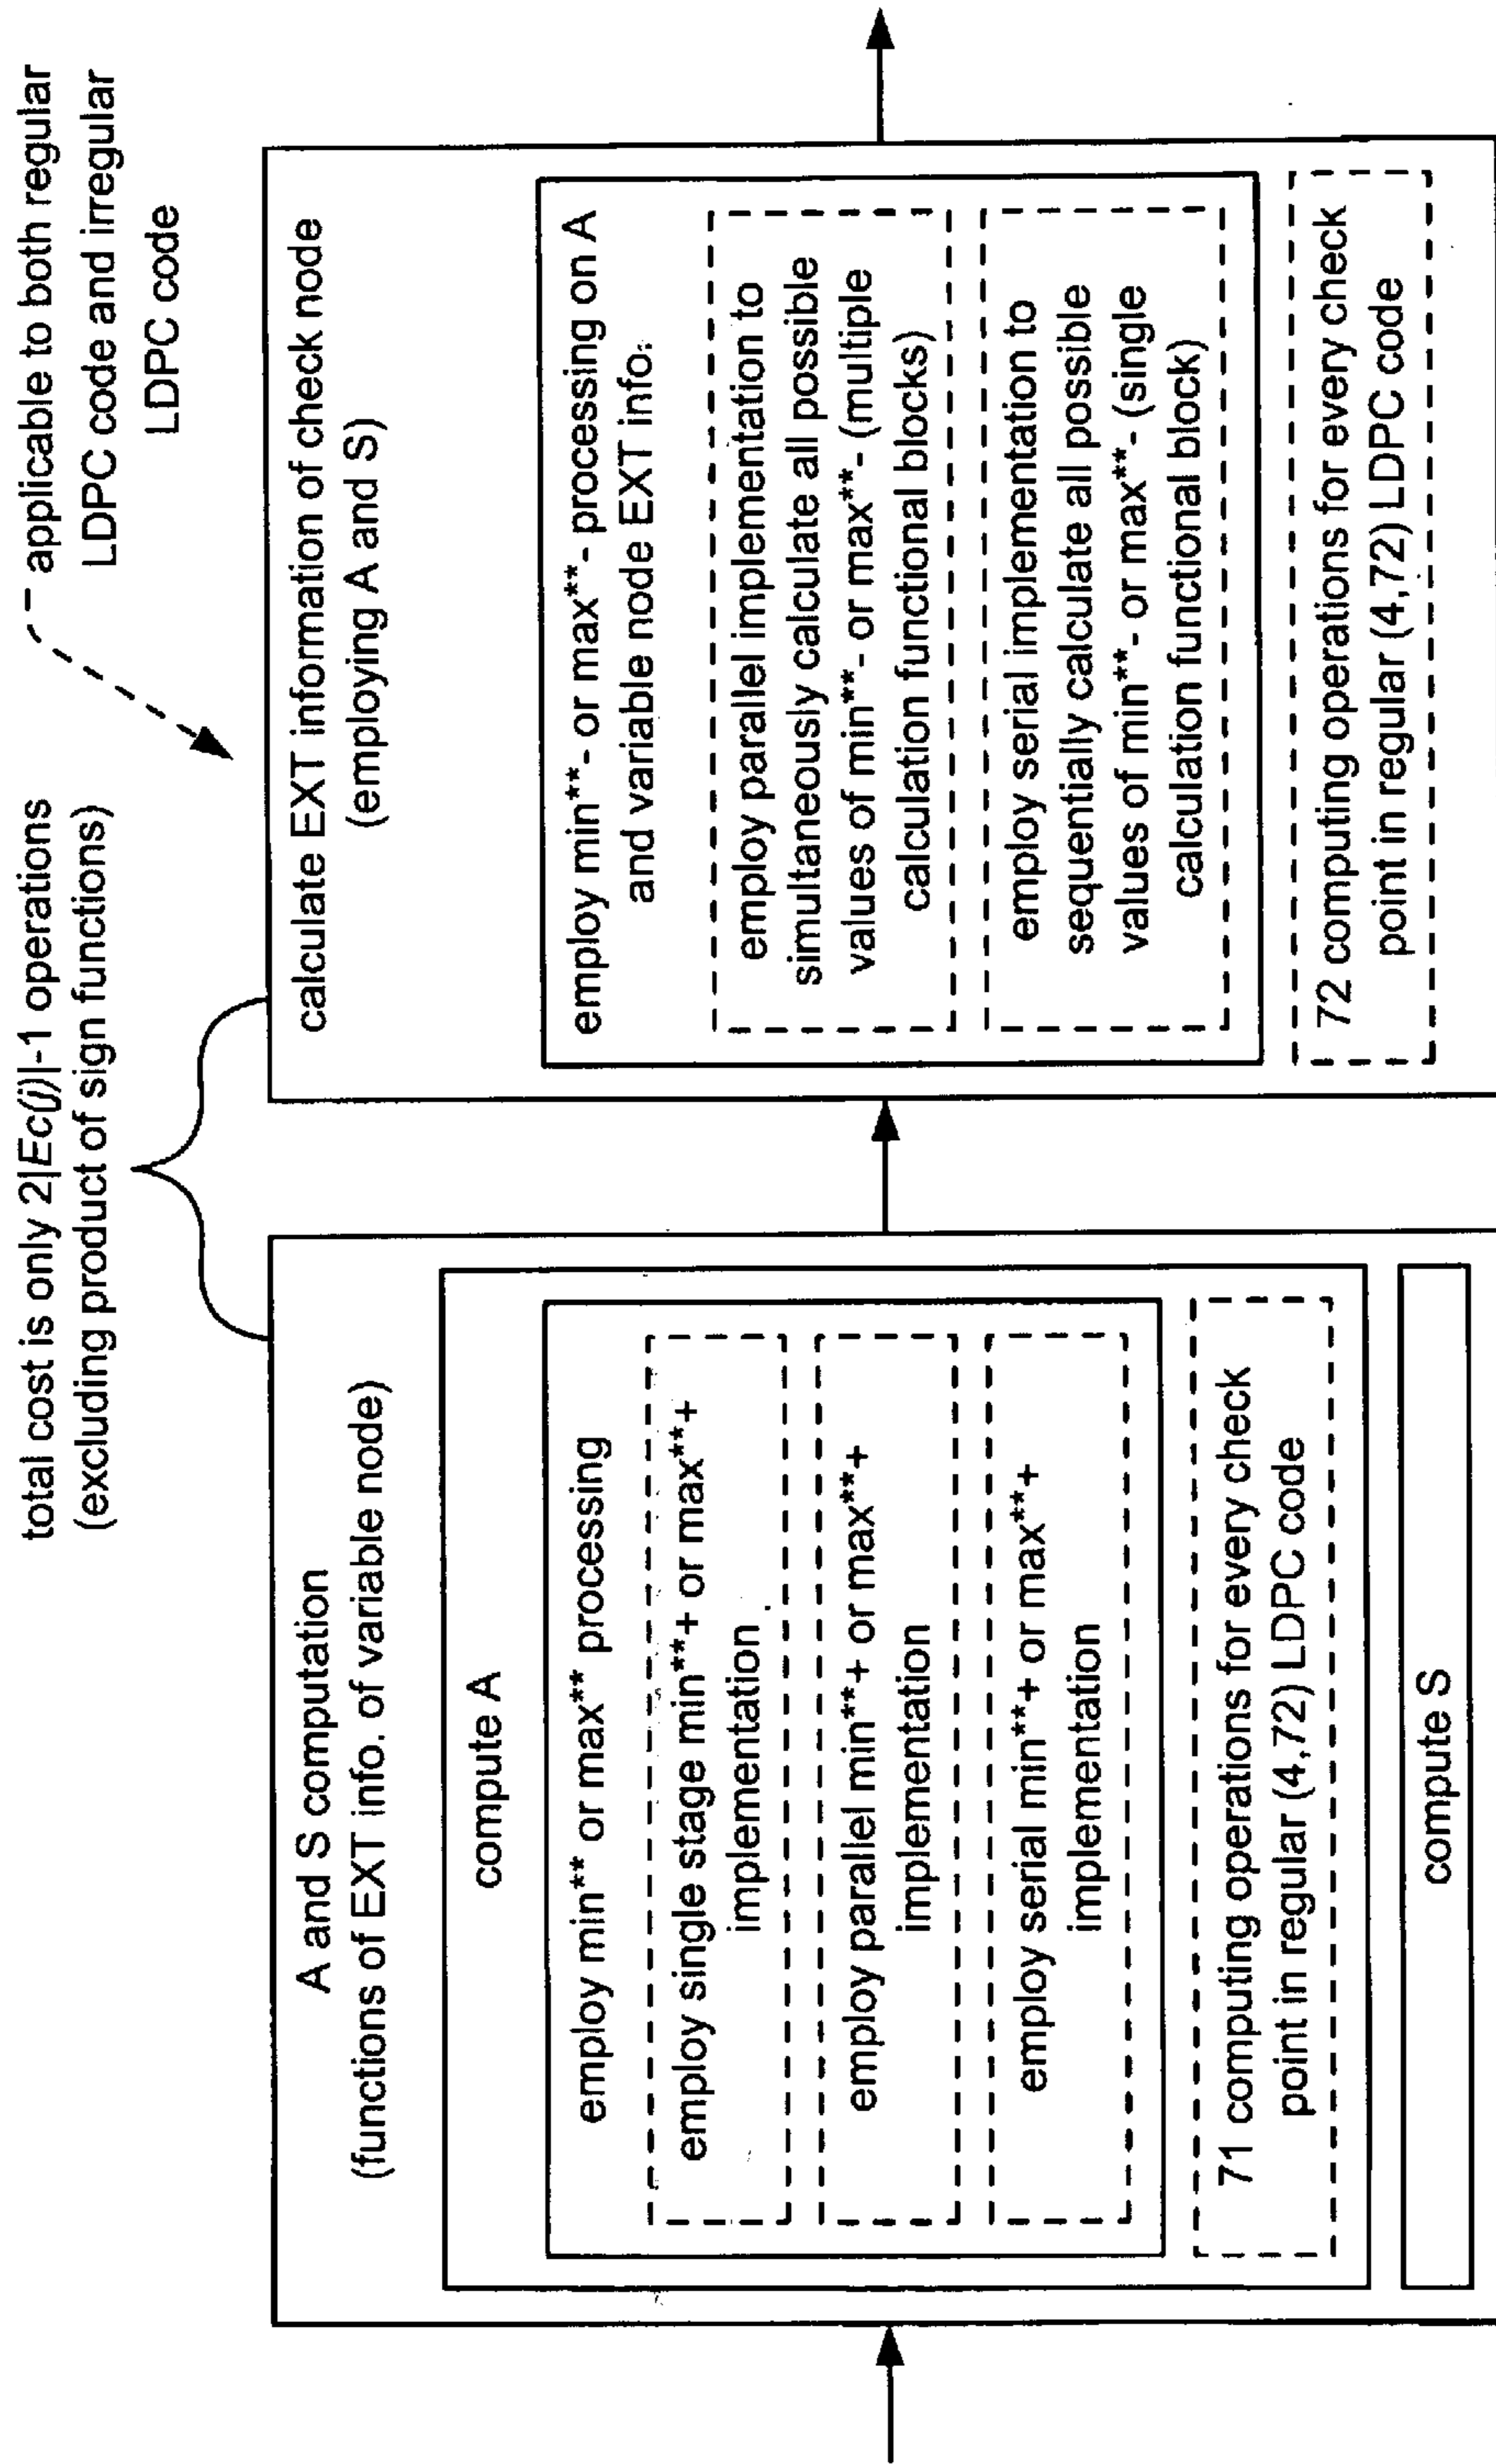 total cost is only 2|Ec(j)|-1 operations
(excluding product of sign functions)
applicable to both regular
LDPC code and irregular
LDPC code
A and S computation
(functions of EXT info. of variable node)
compute A
employ min** or max** processing
employ single stage min**+ or max**+
implementation
employ parallel min**+ or max**+
implementation
employ serial min**+ or max**+
implementation
71 computing operations for every check
point in regular (4,72) LDPC code
compute S
calculate EXT information of check node
(employing A and S)
employ min**- or max**- processing on A
and variable node EXT info.
employ parallel implementation to
simultaneously calculate all possible
values of min**- or max**- (multiple
calculation functional blocks)
employ serial implementation to
sequentially calculate all possible
values of min**- or max**- (single
calculation functional block)
72 computing operations for every check
point in regular (4,72) LDPC code